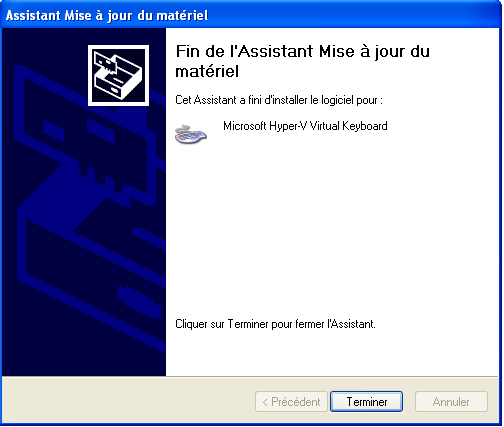 Assistant Mise à jour du matériel
Fin de l'Assistant Mise à jour du
matériel
Cet Assistant a fini d'installer le logiciel pour :
Microsoft Hyper-V Virtual Keyboard
Cliquer sur Terminer pour fermer l'Assistant.
< Précédent
Terminer
Annuler